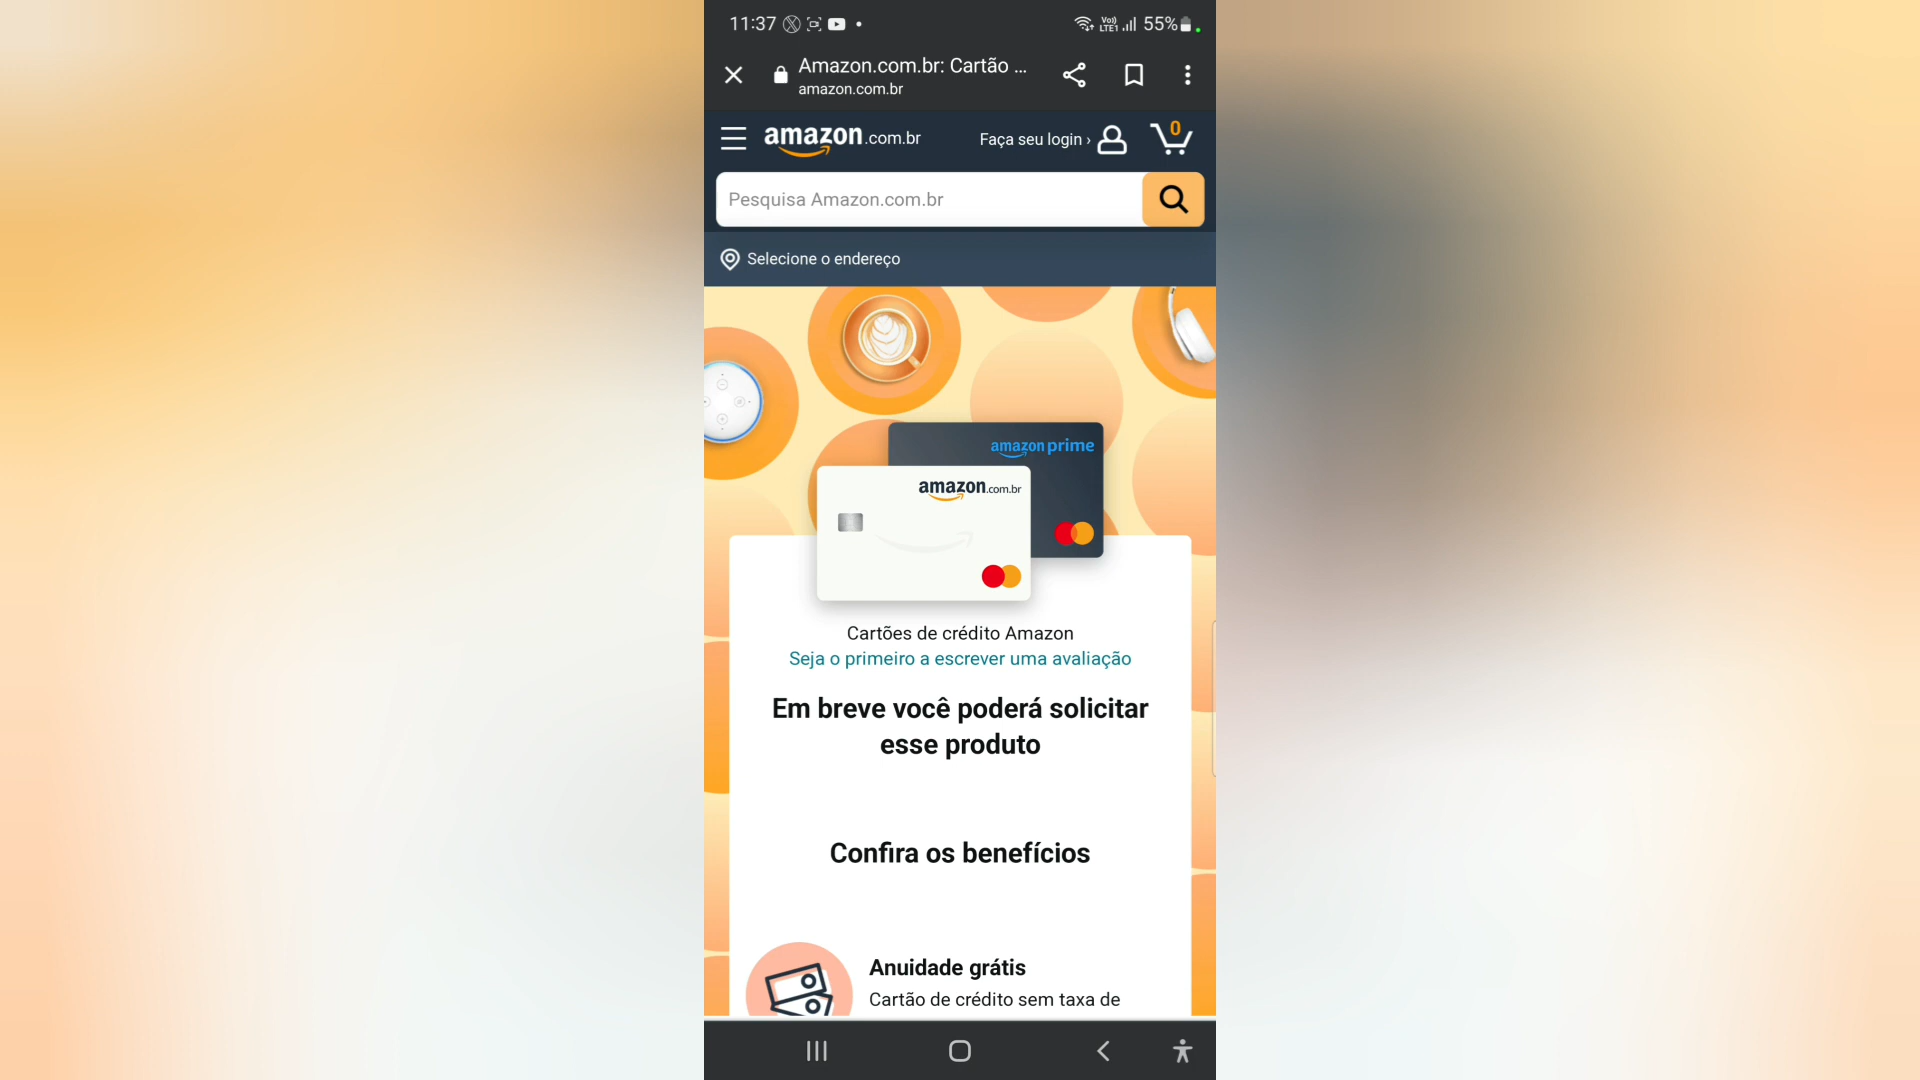 11:37
Vo))
LTE1
55%
Amazon.com.br: Cartão ...
amazon.com.br
amazon.com.br
Faça seu login ›
0
Pesquisa Amazon.com.br
Selecione o endereço
amazon prime
amazon.com.br
Cartões de crédito Amazon
Seja o primeiro a escrever uma avaliação
Em breve você poderá solicitar
esse produto
Confira os benefícios
Anuidade grátis
Cartão de crédito sem taxa de